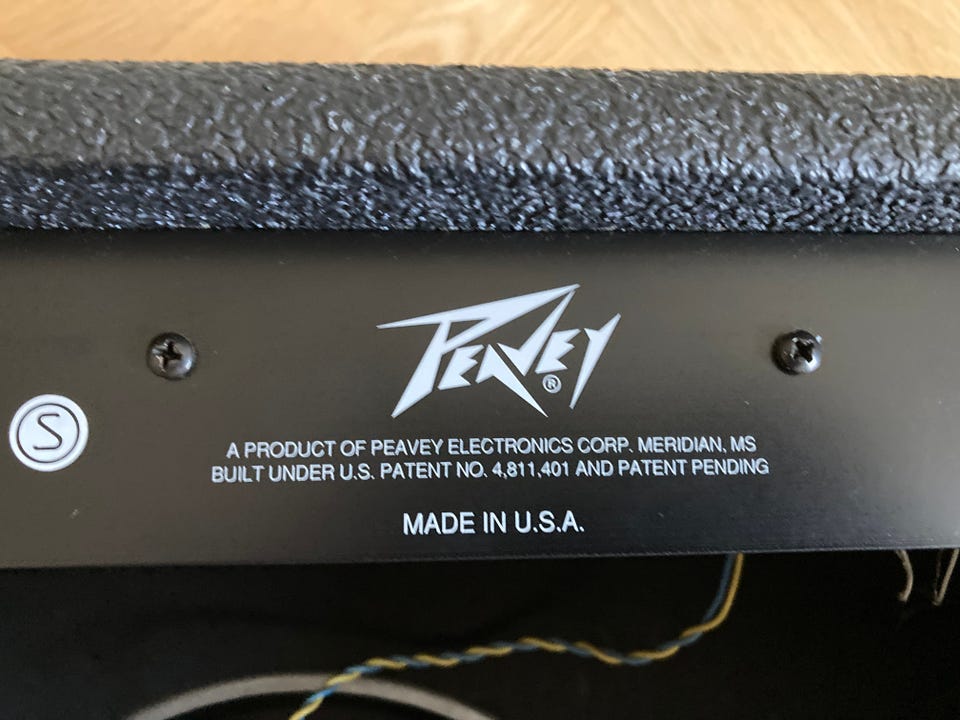 PEAVEY®
S
A PRODUCT OF PEAVEY ELECTRONICS CORP. MERIDIAN, MS
BUILT UNDER U.S. PATENT NO. 4,811,401 AND PATENT PENDING
MADE IN U.S.A.